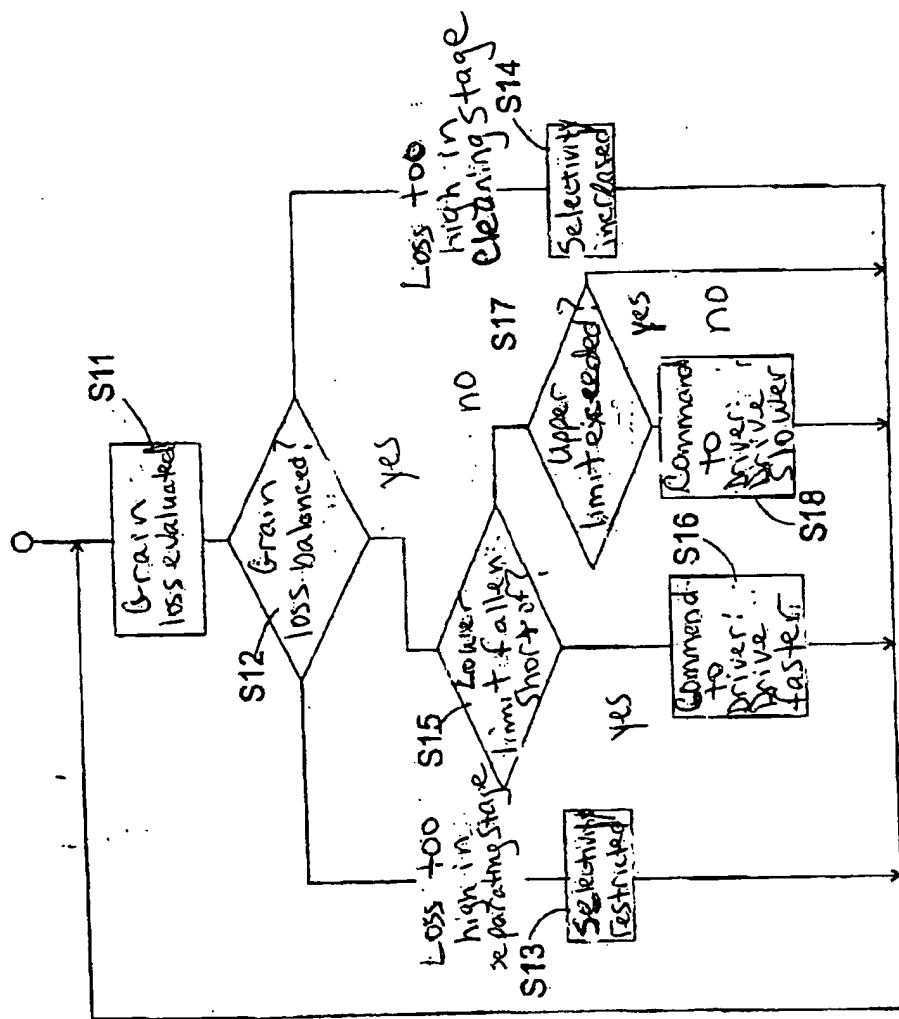 S11
Grain
loss evaluated
S12
Grain
loss balanced?
yes
Loss too
high in
separating stage
S13
Selectivity
restricted
Loss too
high in
cleaning stage
S14
Selectivity
increased
S15
Lower
limit fallen
short of?
no
yes
S16
Command
to
Driver:
Drive
faster
S17
Upper
limit exceeded?
yes
no
S18
Command
to
Driver:
Drive
slower